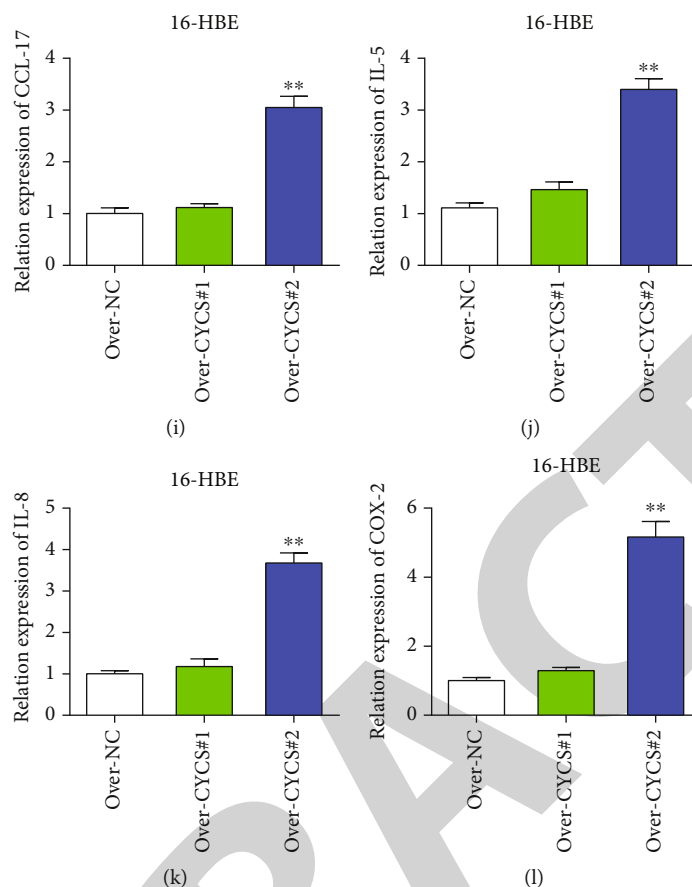 16-HBE
Relation expression of CCL-17
4
3
2
1
0
**
Over-NC
Over-CYCS#1
Over-CYCS#2
(i)
16-HBE
Relation expression of IL-5
4
3
2
1
0
**
Over-NC
Over-CYCS#1
Over-CYCS#2
(j)
16-HBE
Relation expression of IL-8
5
4
3
2
1
0
**
Over-NC
Over-CYCS#1
Over-CYCS#2
(k)
16-HBE
Relation expression of COX-2
6
4
2
0
**
Over-NC
Over-CYCS#1
Over-CYCS#2
(l)